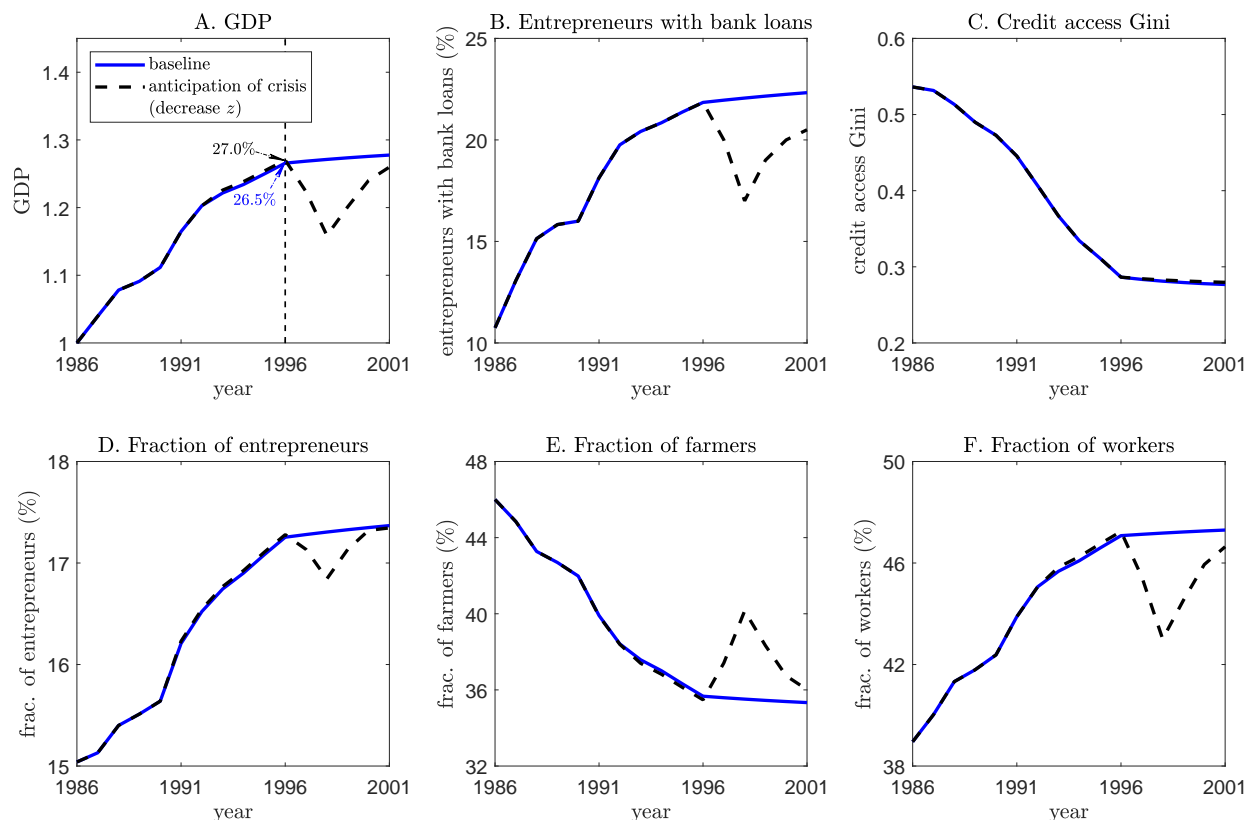 A. GDP
1.4
1.3
1.2
1.1
1
GDP
1986
1991
1996
2001
year
baseline
anticipation of crisis
(decrease z)
27.0%
26.5%
B. Entrepreneurs with bank loans
25
20
15
10
entrepreneurs with bank loans (%)
1986
1991
1996
2001
year
C. Credit access Gini
0.6
0.5
0.4
0.3
0.2
credit access Gini
1986
1991
1996
2001
year
D. Fraction of entrepreneurs
18
17
16
15
frac. of entrepreneurs (%)
1986
1991
1996
2001
year
E. Fraction of farmers
48
44
40
36
32
frac. of farmers (%)
1986
1991
1996
2001
year
F. Fraction of workers
50
46
42
38
frac. of workers (%)
1986
1991
1996
2001
year